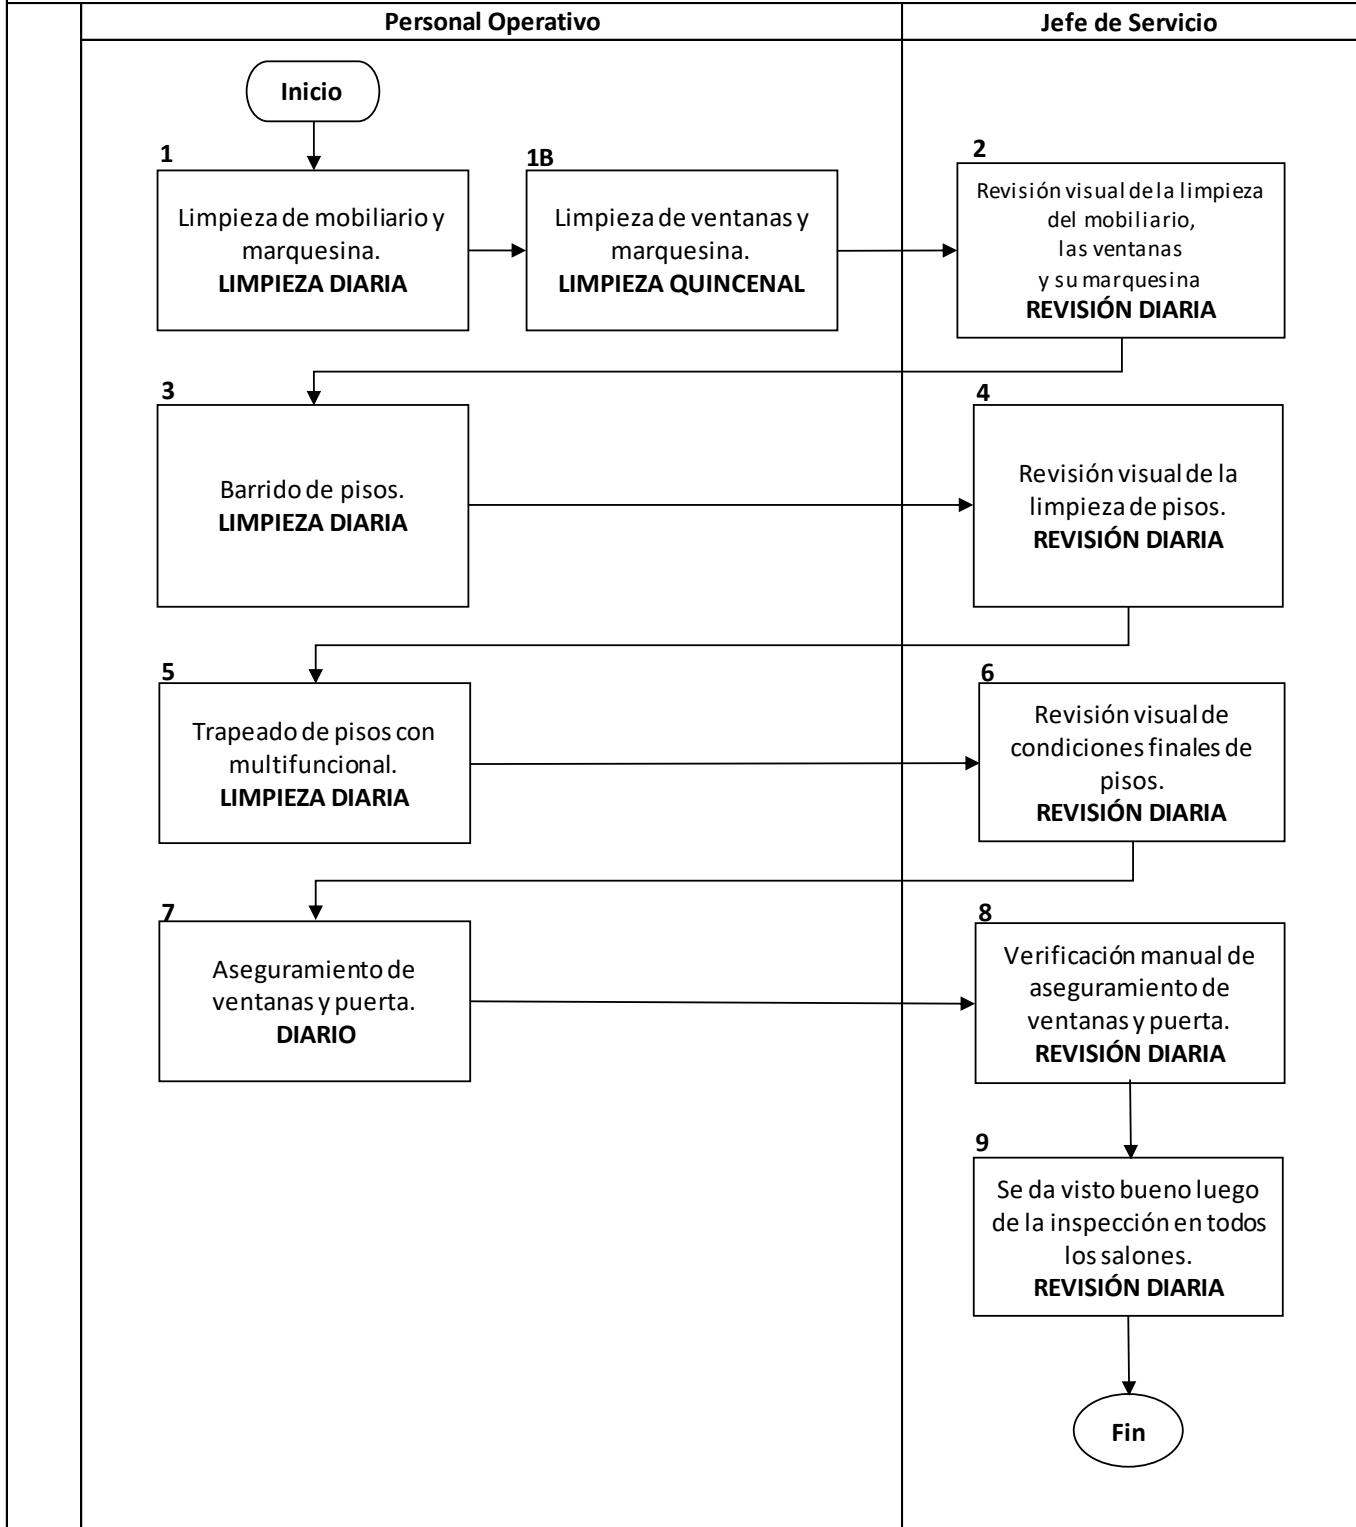 Personal Operativo
Jefe de Servicio
Inicio
1
Limpieza de mobiliario y
marquesina.
LIMPIEZA DIARIA
1B
Limpieza de ventanas y
marquesina.
LIMPIEZA QUINCENAL
2
Revisión visual de la limpieza
del mobiliario,
las ventanas
y su marquesina
REVISIÓN DIARIA
3
Barrido de pisos.
LIMPIEZA DIARIA
4
Revisión visual de la
limpieza de pisos.
REVISIÓN DIARIA
5
Trapeado de pisos con
multifuncional.
LIMPIEZA DIARIA
6
Revisión visual de
condiciones finales de
pisos.
REVISIÓN DIARIA
7
Aseguramiento de
ventanas y puerta.
DIARIO
8
Verificación manual de
aseguramiento de
ventanas y puerta.
REVISIÓN DIARIA
9
Se da visto bueno luego
de la inspección en todos
los salones.
REVISIÓN DIARIA
Fin